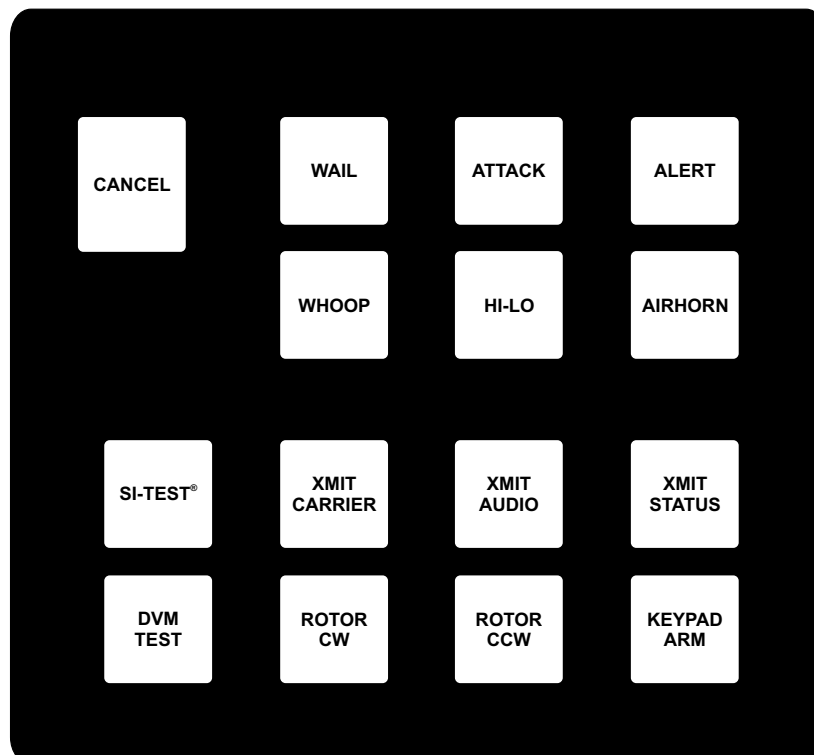 CANCEL
WAIL
ATTACK
ALERT
WHOOP
HI-LO
AIRHORN
SI-TEST®
XMIT
CARRIER
XMIT
AUDIO
XMIT
STATUS
DVM
TEST
ROTOR
CW
ROTOR
CCW
KEYPAD
ARM